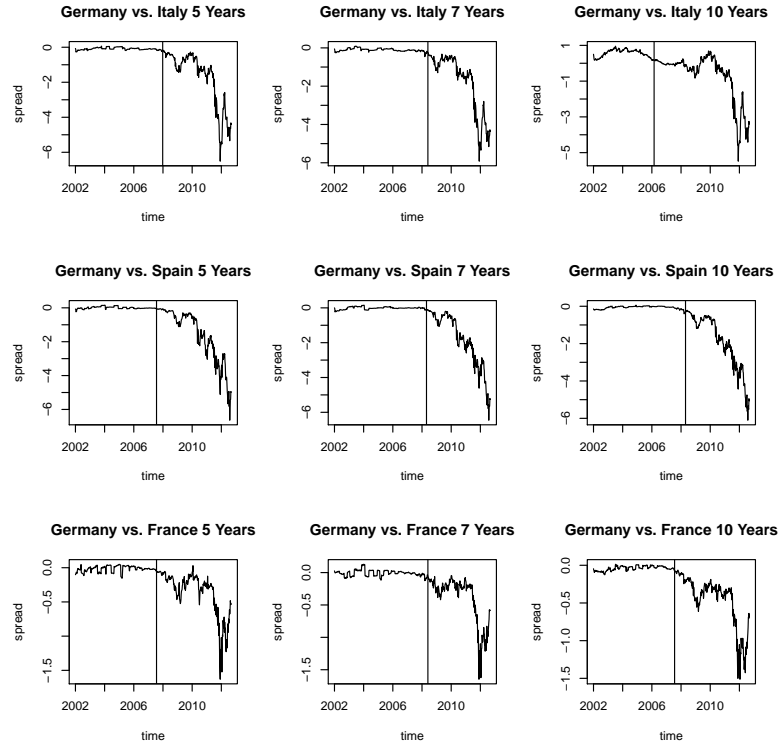 Germany vs. Italy 5 Years
Germany vs. Italy 7 Years
Germany vs. Italy 10 Years
spread
0
−2
−4
−6
2002 2006 2010
time
spread
0
−2
−4
−6
2002 2006 2010
time
spread
1
−1
−3
−5
2002 2006 2010
time
Germany vs. Spain 5 Years
Germany vs. Spain 7 Years
Germany vs. Spain 10 Years
spread
0
−2
−4
−6
2002 2006 2010
time
spread
0
−2
−4
−6
2002 2006 2010
time
spread
0
−2
−4
−6
2002 2006 2010
time
Germany vs. France 5 Years
Germany vs. France 7 Years
Germany vs. France 10 Years
spread
0.0
−0.5
−1.5
2002 2006 2010
time
spread
0.0
−0.5
−1.5
2002 2006 2010
time
spread
0.0
−0.5
−1.0
−1.5
2002 2006 2010
time